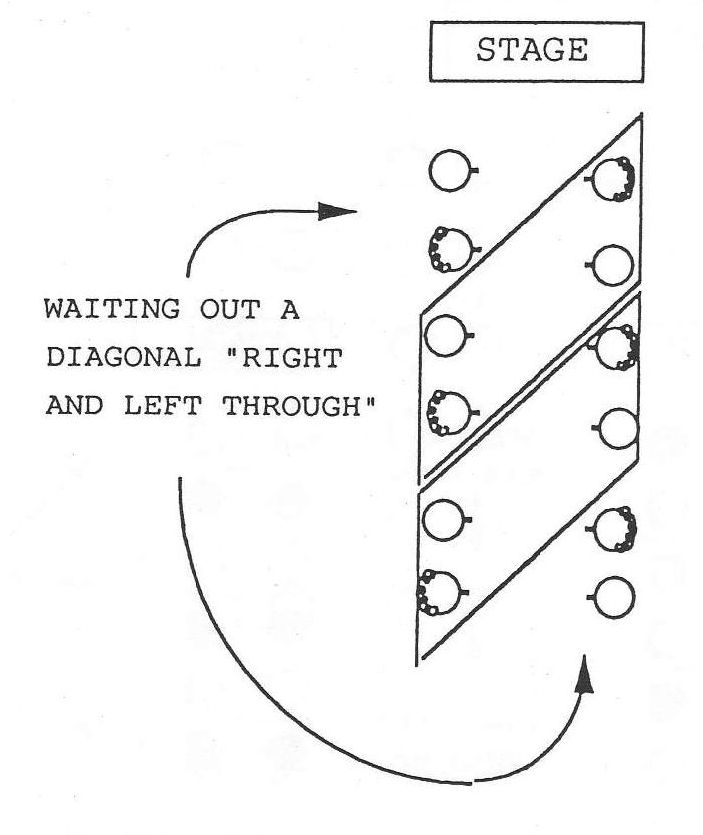 STAGE
WAITING OUT A
DIAGONAL "RIGHT
AND LEFT THROUGH"